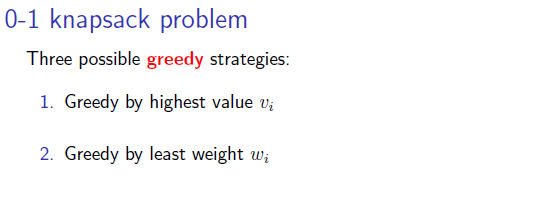 0-1 knapsack problem
Three possible greedy strategies:
1. Greedy by highest value vᵢ
2. Greedy by least weight wᵢ